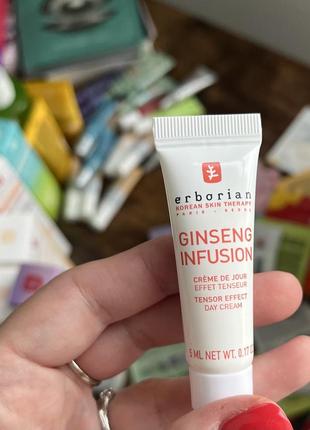 erborian
KOREAN SKIN THERAPY
PARIS - SEOUL
GINSENG
INFUSION
CRÈME DE JOUR
EFFET TENSEUR
TENSOR EFFECT
DAY CREAM
5 ML NET WT. 0.17 OZ